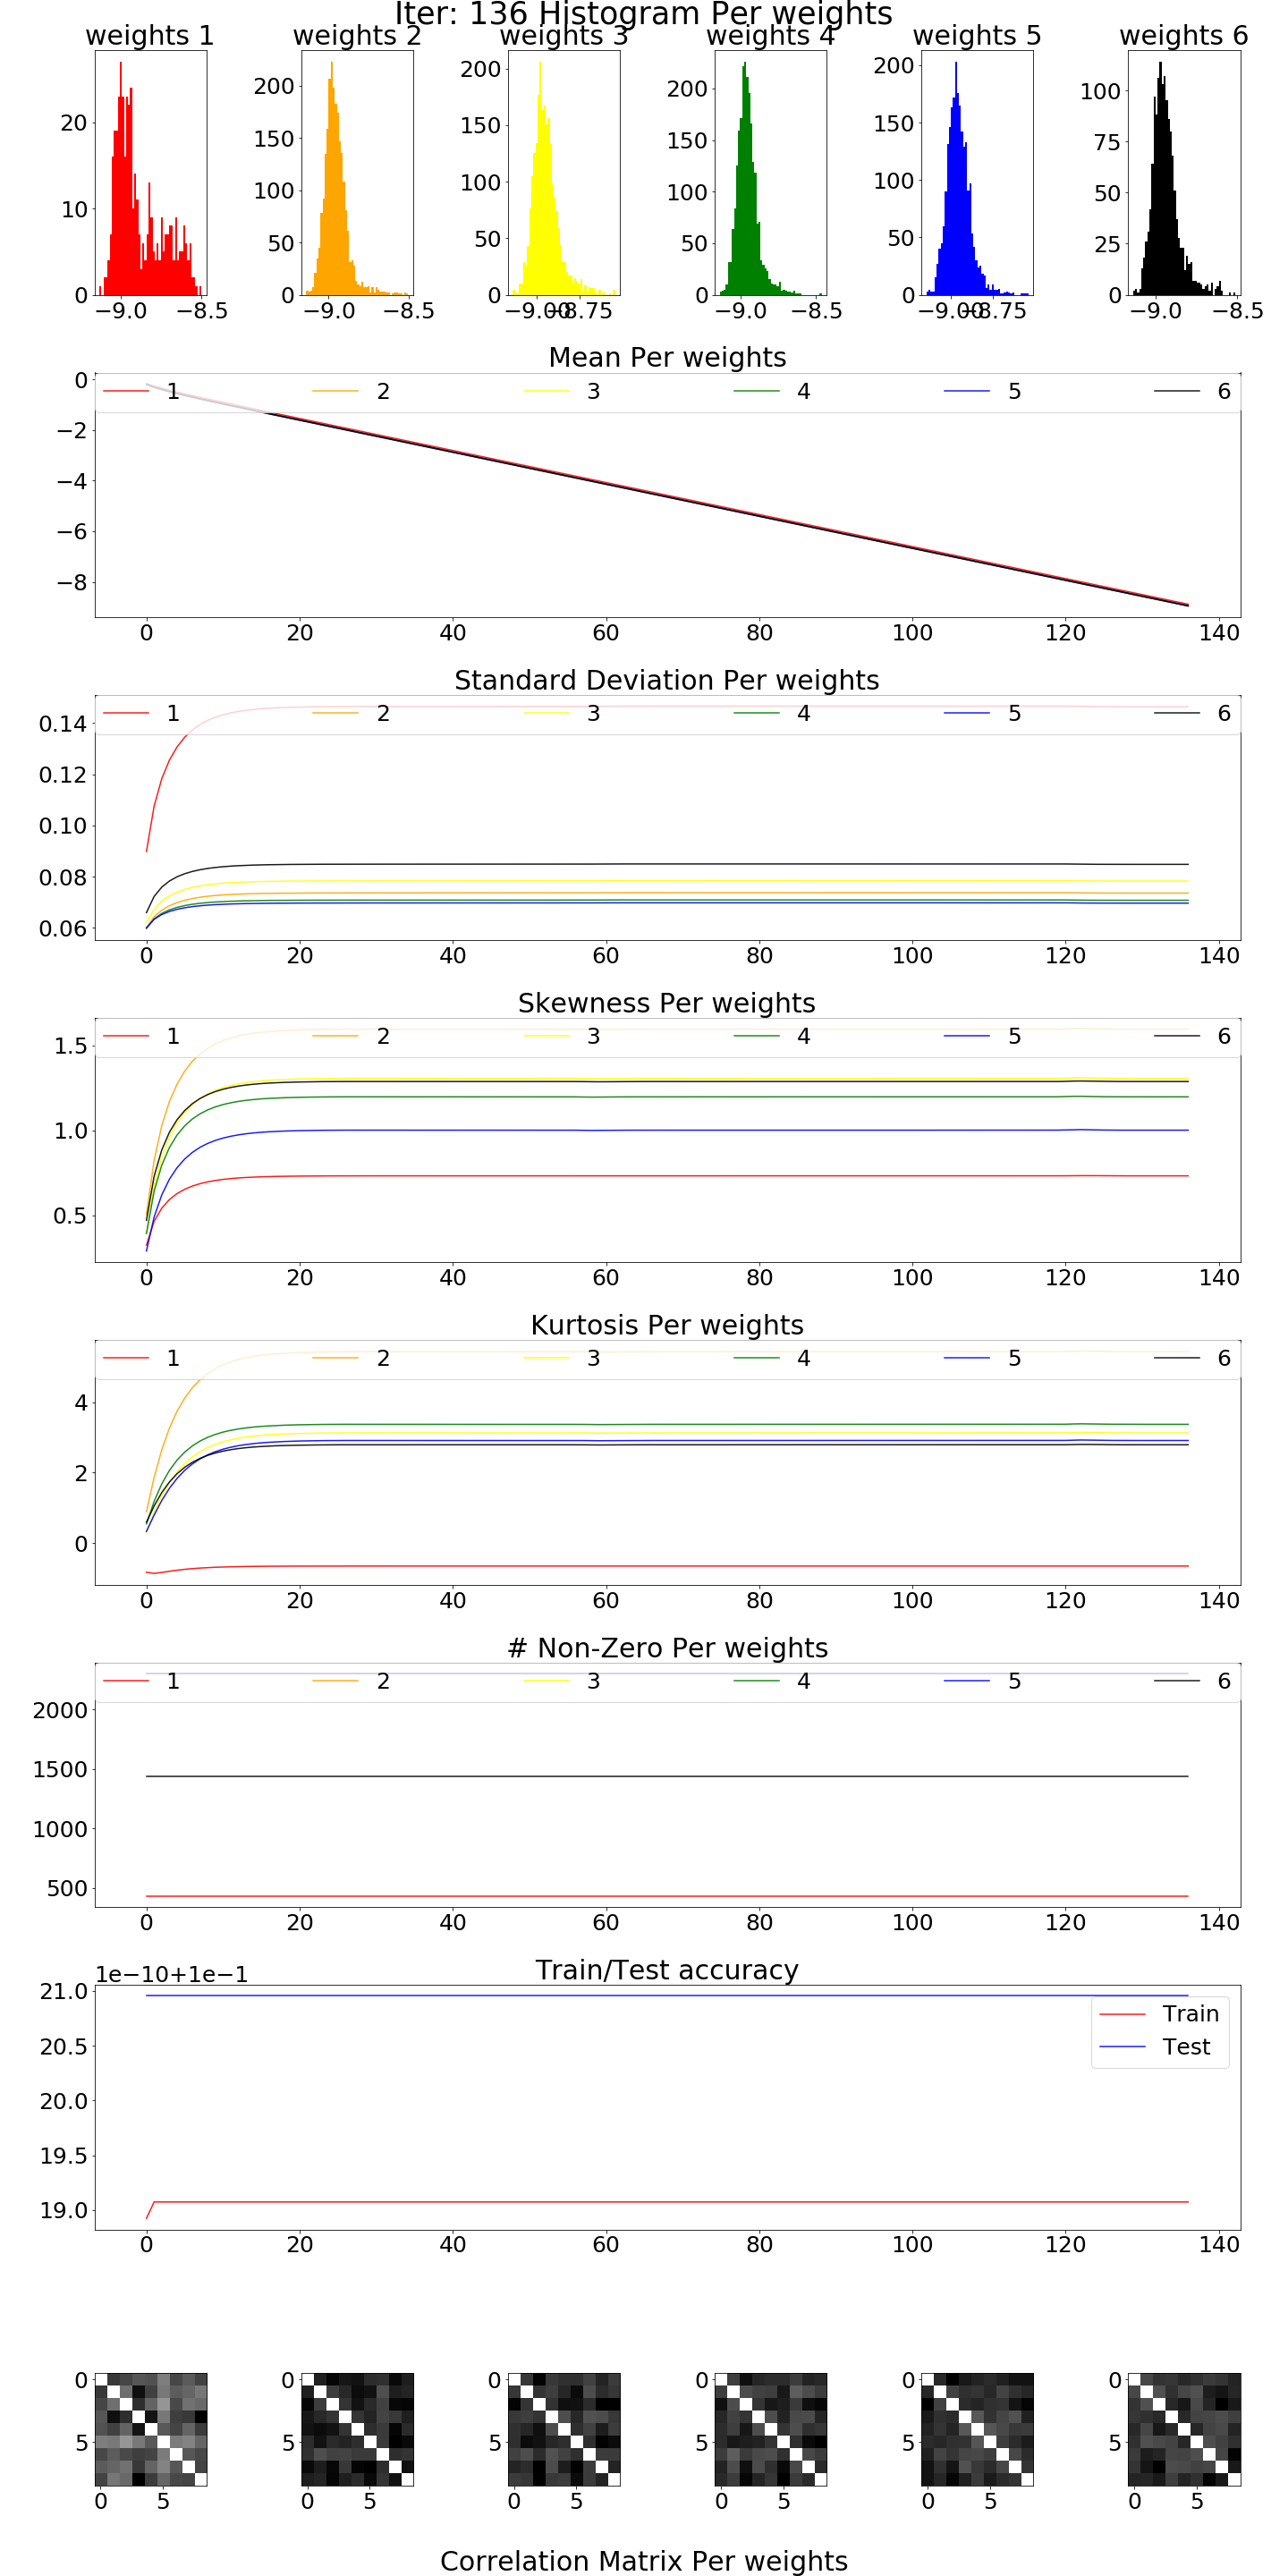 Iter: 136 Histogram Per weights
weights 1 weights 2 weights 3 weights 4 weights 5 weights 6
20
10
0
−9.0 −8.5
200
150
100
50
0
−9.0 −8.5
200
150
100
50
0
−9.00 −8.75
200
150
100
50
0
−9.0 −8.5
200
150
100
50
0
−9.00 −8.75
100
75
50
25
0
−9.0 −8.5
Mean Per weights
1 2 3 4 5 6
0
−2
−4
−6
−8
0 20 40 60 80 100 120 140
Standard Deviation Per weights
1 2 3 4 5 6
0.14
0.12
0.10
0.08
0.06
0 20 40 60 80 100 120 140
Skewness Per weights
1 2 3 4 5 6
1.5
1.0
0.5
0 20 40 60 80 100 120 140
Kurtosis Per weights
1 2 3 4 5 6
4
2
0
0 20 40 60 80 100 120 140
# Non-Zero Per weights
1 2 3 4 5 6
2000
1500
1000
500
0 20 40 60 80 100 120 140
Train/Test accuracy
1e−10+1e−1
21.0
20.5
20.0
19.5
19.0
Train
Test
0 20 40 60 80 100 120 140
0 0 0 0 0 0
5 5 5 5 5 5
0 5 0 5 0 5 0 5 0 5 0 5
Correlation Matrix Per weights